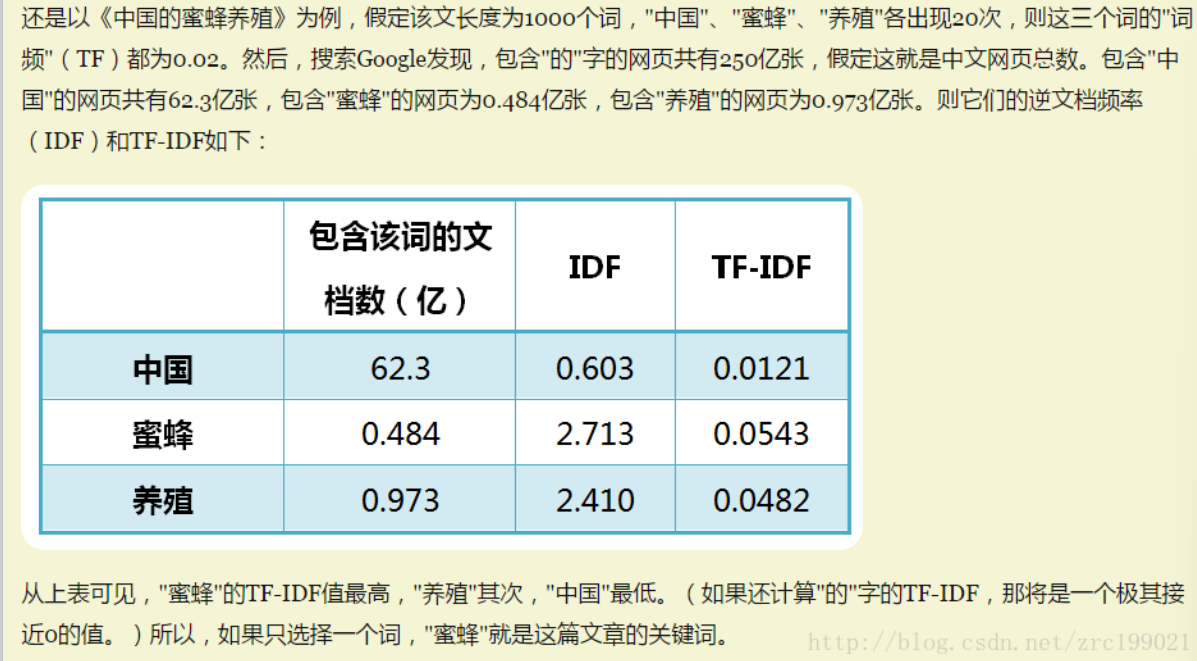 还是以《中国的蜜蜂养殖》为例，假定该文长度为1000个词，"中国"、"蜜蜂"、"养殖"各出现20次，则这三个词的"词
频"（TF）都为0.02。然后，搜索Google发现，包含"的"字的网页共有250亿张，假定这就是中文网页总数。包含"中
国"的网页共有62.3亿张，包含"蜜蜂"的网页为0.484亿张，包含"养殖"的网页为0.973亿张。则它们的逆文档频率
（IDF）和TF-IDF如下：
包含该词的文
档数（亿） IDF TF-IDF
中国 62.3 0.603 0.0121
蜜蜂 0.484 2.713 0.0543
养殖 0.973 2.410 0.0482
从上表可见，"蜜蜂"的TF-IDF值最高，"养殖"其次，"中国"最低。（如果还计算"的"字的TF-IDF，那将是一个极其接
近0的值。）所以，如果只选择一个词，"蜜蜂"就是这篇文章的关键词。
http://blog.csdn.net/zrc199021